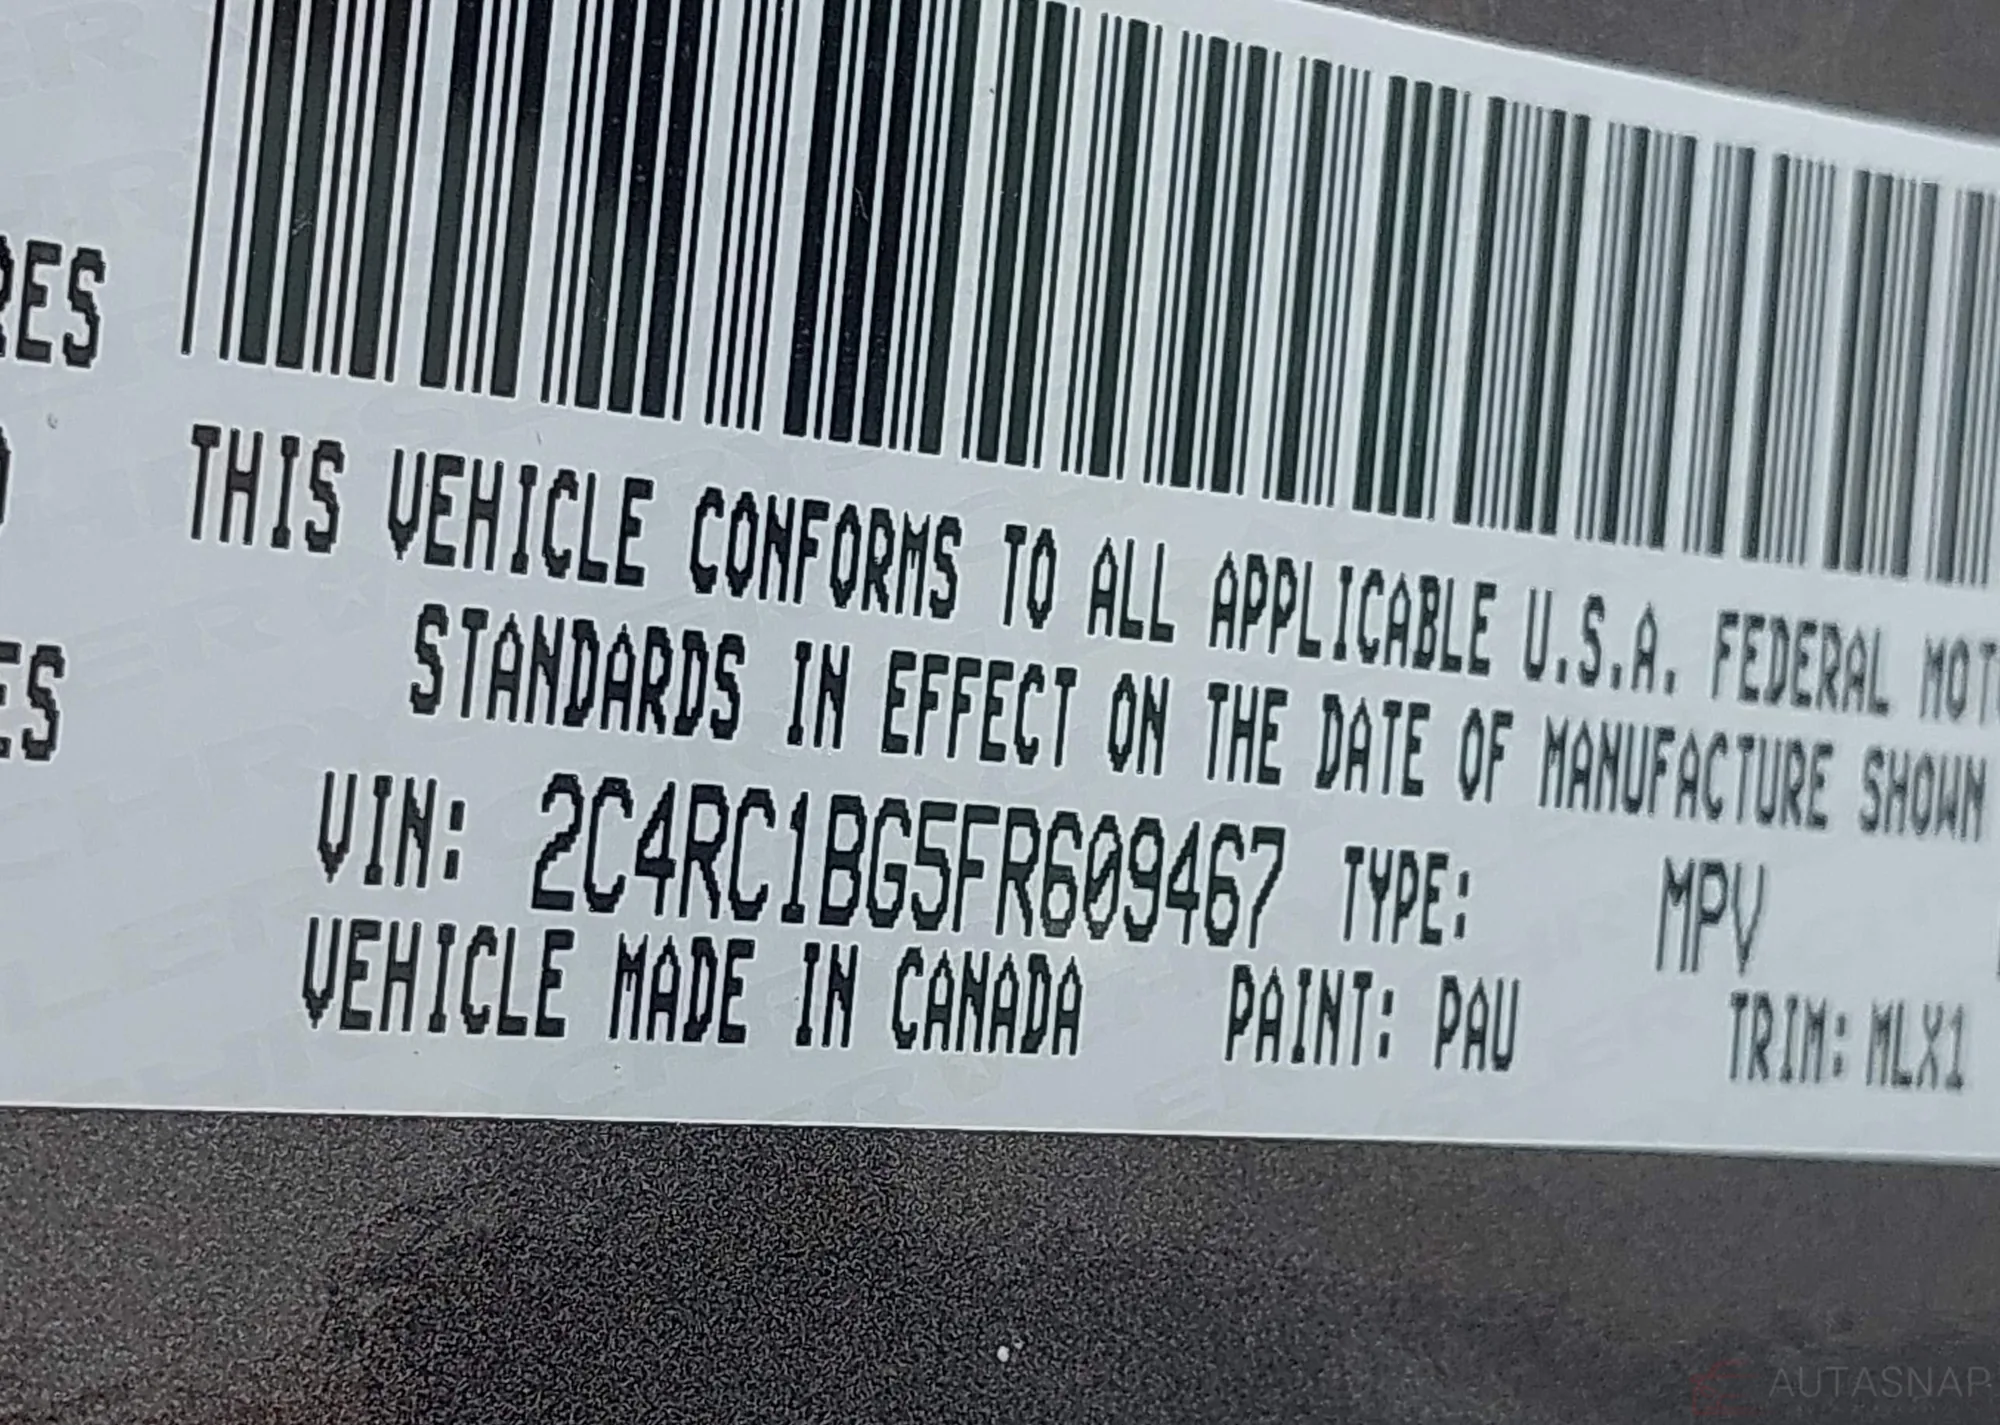 RES
THIS VEHICLE CONFORMS TO ALL APPLICABLE U.S.A. FEDERAL MOT
STANDARDS IN EFFECT ON THE DATE OF MANUFACTURE SHOWN
ES
VIN: 2C4RC1BG5FR609467 TYPE: MPV
VEHICLE MADE IN CANADA PAINT: PAU TRIM: MLX1
AUTASNAP